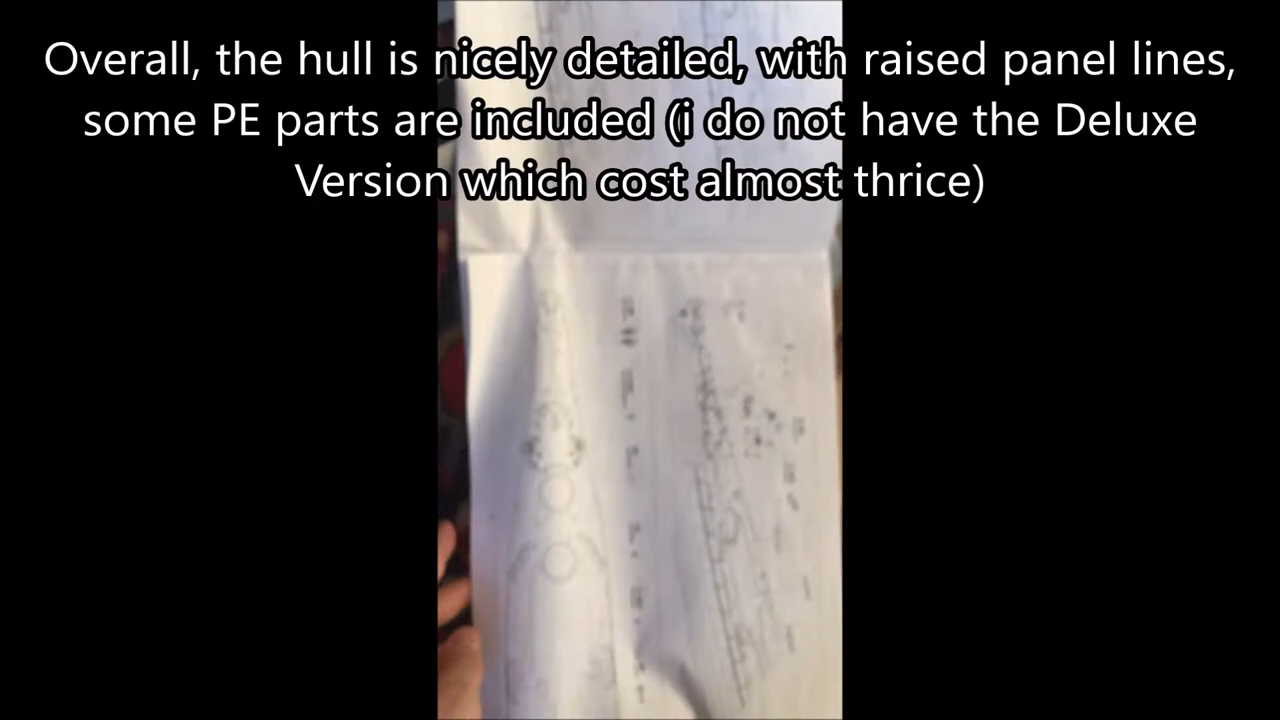 Overall, the hull is nicely detailed, with raised panel lines,
some PE parts are included (i do not have the Deluxe
Version which cost almost thrice)